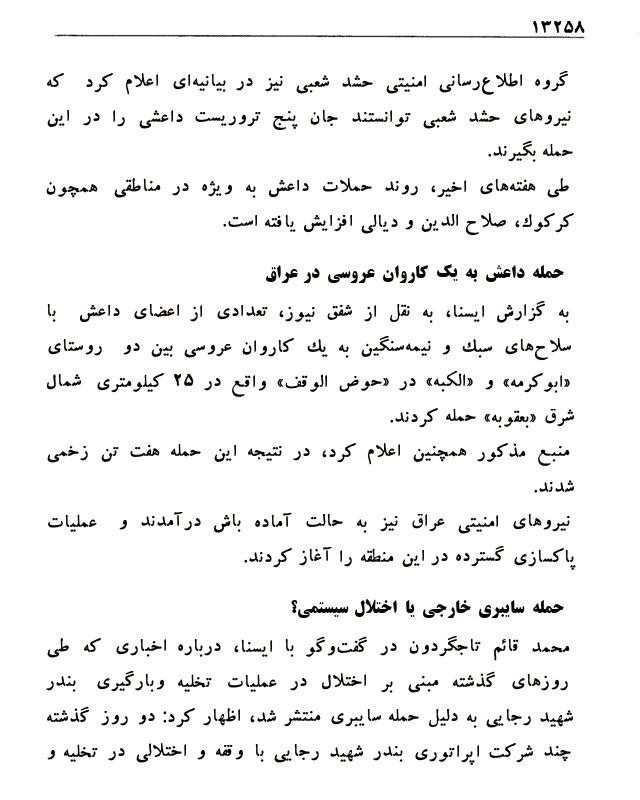 ۱۳۲۵۸
گروه اطلاع‌رسانی امنیتی حشد شعبی نیز در بیانیه‌ای اعلام کرد که
نیروهای حشد شعبی توانستند جان پنج تروریست داعشی را در این
حمله بگیرند.
طی هفته‌های اخیر، روند حملات داعش به ویژه در مناطقی همچون
کرکوك، صلاح الدین و دیالی افزایش یافته است.
حمله داعش به یک کاروان عروسی در عراق
به گزارش ایسنا، به نقل از شفق نیوز، تعدادی از اعضای داعش با
سلاح‌های سبك و نیمه‌سنگین به یك کاروان عروسی بین دو روستای
«ابوکرمه» و «الکبه» در «حوض الوقف» واقع در ۲۵ کیلومتری شمال
شرق «بعقوبه» حمله کردند.
منبع مذکور همچنین اعلام کرد، در نتیجه این حمله هفت تن زخمی
شدند.
نیروهای امنیتی عراق نیز به حالت آماده باش درآمدند و عملیات
پاکسازی گسترده در این منطقه را آغاز کردند.
حمله سایبری خارجی یا اختلال سیستمی؟
محمد قائم تاجگردون در گفت‌وگو با ایسنا، درباره اخباری که طی
روزهای گذشته مبنی بر اختلال در عملیات تخلیه وبارگیری بندر
شهید رجایی به دلیل حمله سایبری منتشر شد، اظهار کرد: دو روز گذشته
چند شرکت اپراتوری بندر شهید رجایی با وقفه و اختلالی در تخلیه و